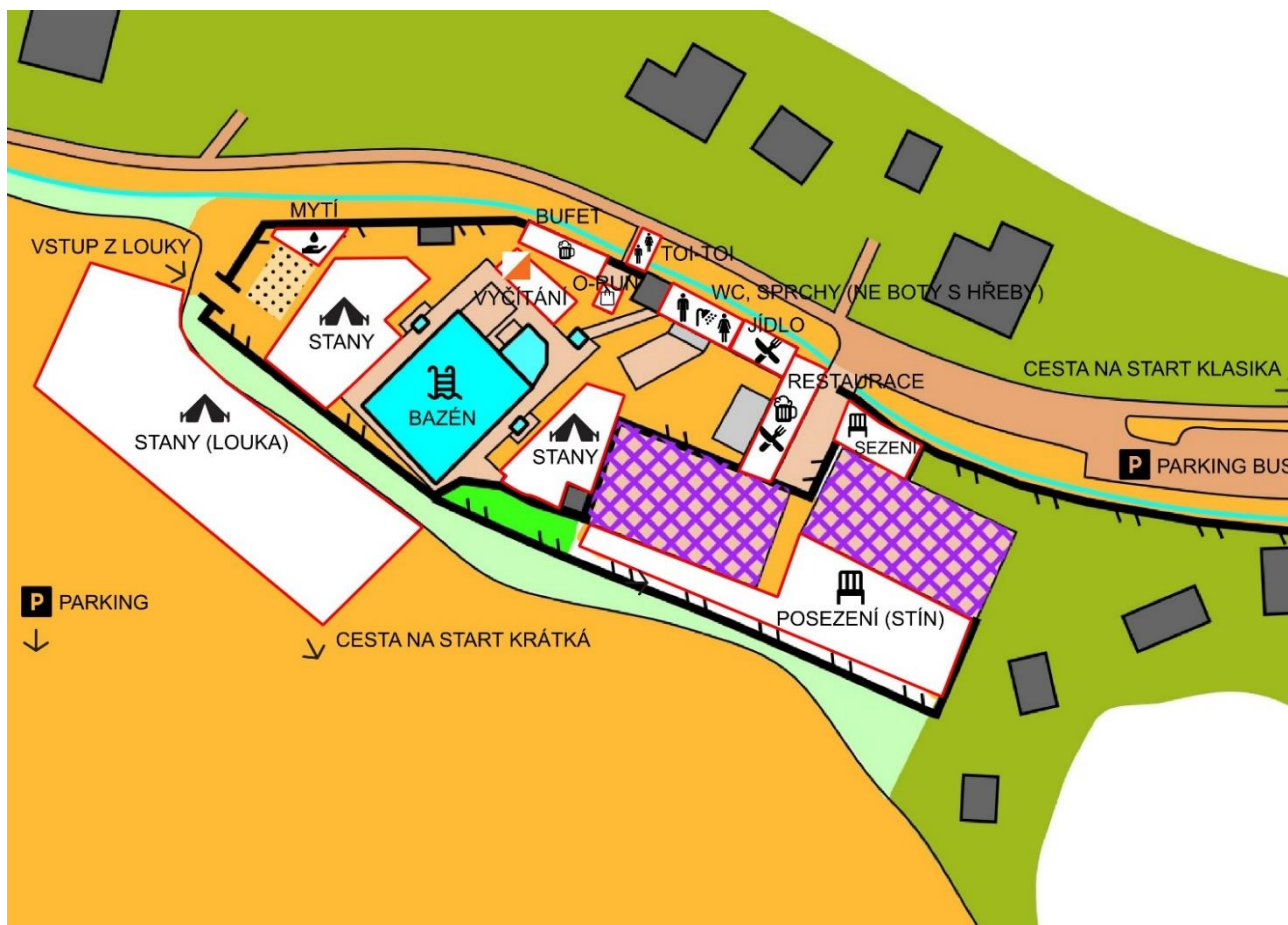 MYTÍ
BUFET
VSTUP Z LOUKY
TOI-TOI
O-RUN
VYČÍTÁNÍ
WC, SPRCHY (NE BOTY S HŘEBY)
JÍDLO
STANY
CESTA NA START KLASIKA
RESTAURACE
BAZÉN
STANY (LOUKA)
STANY
SEZENÍ
P PARKING BUS
P PARKING
POSEZENÍ (STÍN)
CESTA NA START KRÁTKÁ